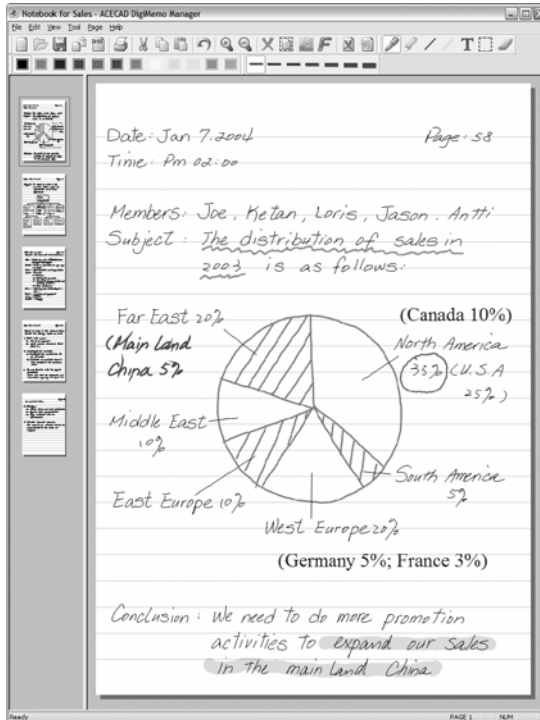 Notebook for Sales - ACECAD DigiMemo Manager
File Edit View Tool Page Help
Date: Jan 7. 2004 Page: 58
Time: Pm 02:00
Members: Joe, Ketan, Loris, Jason. Antti
Subject: The distribution of sales in
2003 is as follows:
Far East 20% (Canada 10%)
(Main Land North America
China 5% 35% (U.S.A
25%)
Middle East
10%
South America
5%
East Europe 10%
West Europe 20%
(Germany 5%; France 3%)
Conclusion: We need to do more promotion
activities to expand our sales
in the main Land China
Ready PAGE 1 NUM